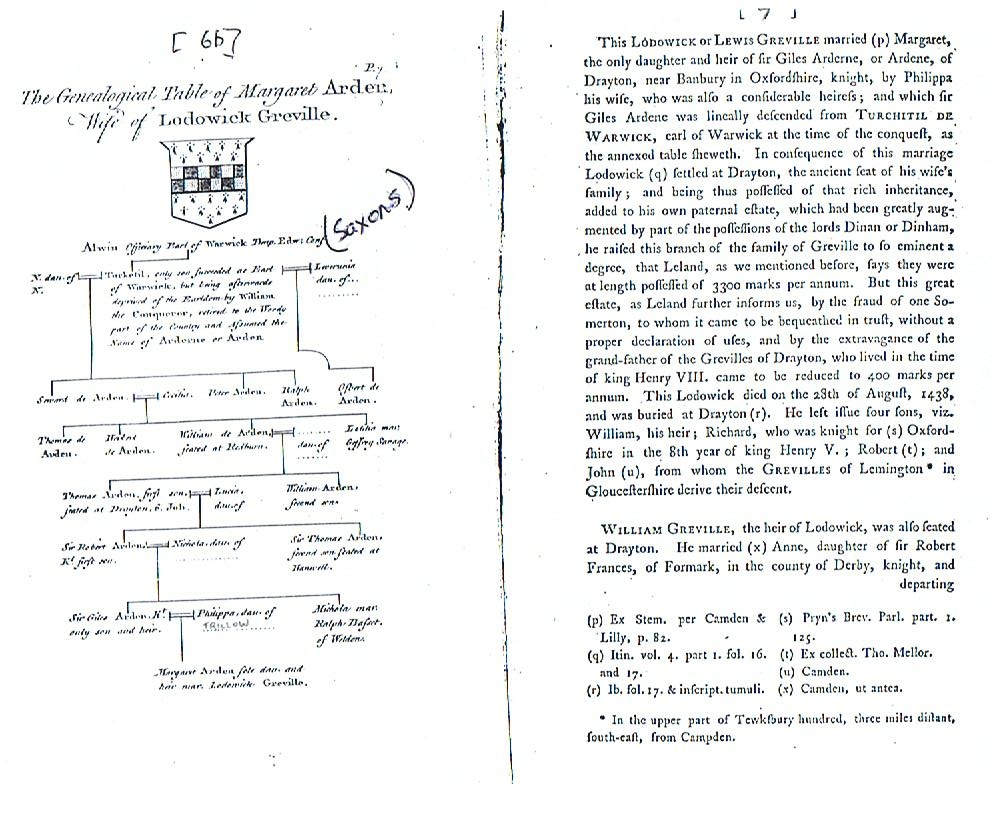 [ 6b ]
P. 7
The Genealogical Table of Margaret Arden,
Wife of Lodowick Greville.
(Saxons)
Alwin Officiary Earl of Warwick Temp. Edw: Conf
N. dau. of
N.
Turketil, only son succeeded as Earl
of Warwick, but being afterwards
deprived of the Earldom by William
the Conqueror, retired to the Woody
part of the Country and Assumed the
Name of Arderne or Arden
Leverunia
dau. of...
Seward de Arden.
Cecilia.
Peter Arden.
Ralph
Arden.
Osbert de
Arden.
Thomas de
Arden.
de Arden.
William de Arden,
seated at Redburn.
dau. of
Letitia mar.
Geffrey Savage.
Thomas Arden, first son,
seated at Drayton, 6. Joh.
Lucia,
dau. of
William Arden,
second son.
Sir Robert Arden,
Kt. first son.
Nichola, dau. of
Sir Thomas Arden,
second son seated at
Hanwell.
Sir Giles Arden, Kt.
only son and heir.
Philippa, dau. of
TRILLOW
Nichola mar.
Ralph Basset.
of Weldon.
Margaret Arden sole dau. and
heir mar. Lodowick Greville.
[ 7 ]
This LODOWICK or LEWIS GREVILLE married (p) Margaret,
the only daughter and heir of sir Giles Arderne, or Ardene, of
Drayton, near Banbury in Oxfordſhire, knight, by Philippa
his wife, who was alſo a conſiderable heireſs; and which ſir
Giles Ardene was lineally deſcended from TURCHITIL DE
WARWICK, earl of Warwick at the time of the conqueſt, as
the annexed table ſheweth. In conſequence of this marriage
Lodowick (q) ſettled at Drayton, the ancient ſeat of his wife's
family; and being thus poſſeſſed of that rich inheritance,
added to his own paternal eſtate, which had been greatly aug-
mented by part of the poſſeſſions of the lords Dinan or Dinham,
he raiſed this branch of the family of Greville to ſo eminent a
degree, that Leland, as we mentioned before, ſays they were
at length poſſeſſed of 3300 marks per annum. But this great
eſtate, as Leland further informs us, by the fraud of one So-
merton, to whom it came to be bequeathed in truſt, without a
proper declaration of uſes, and by the extravagance of the
grand-father of the Grevilles of Drayton, who lived in the time
of king Henry VIII. came to be reduced to 400 marks per
annum. This Lodowick died on the 28th of Auguſt, 1438,
and was buried at Drayton (r). He left iſſue four ſons, viz.
William, his heir; Richard, who was knight for (s) Oxford-
ſhire in the 8th year of king Henry V.; Robert (t); and
John (u), from whom the GREVILLES of Lemington * in
Glouceſterſhire derive their deſcent.
WILLIAM GREVILLE, the heir of Lodowick, was alſo ſeated
at Drayton. He married (x) Anne, daughter of ſir Robert
Frances, of Formark, in the county of Derby, knight, and
departing
(p) Ex Stem. per Camden &
Lilly, p. 82.
(q) Itin. vol. 4. part 1. fol. 16.
and 17.
(r) Ib. fol. 17. & inſcript. tumuli.
(s) Pryn's Brev. Parl. part. 1.
125.
(t) Ex collect. Tho. Mellor.
(u) Camden.
(x) Camden, ut antea.
* In the upper part of Tewkſbury hundred, three miles diſtant,
ſouth-eaſt, from Campden.